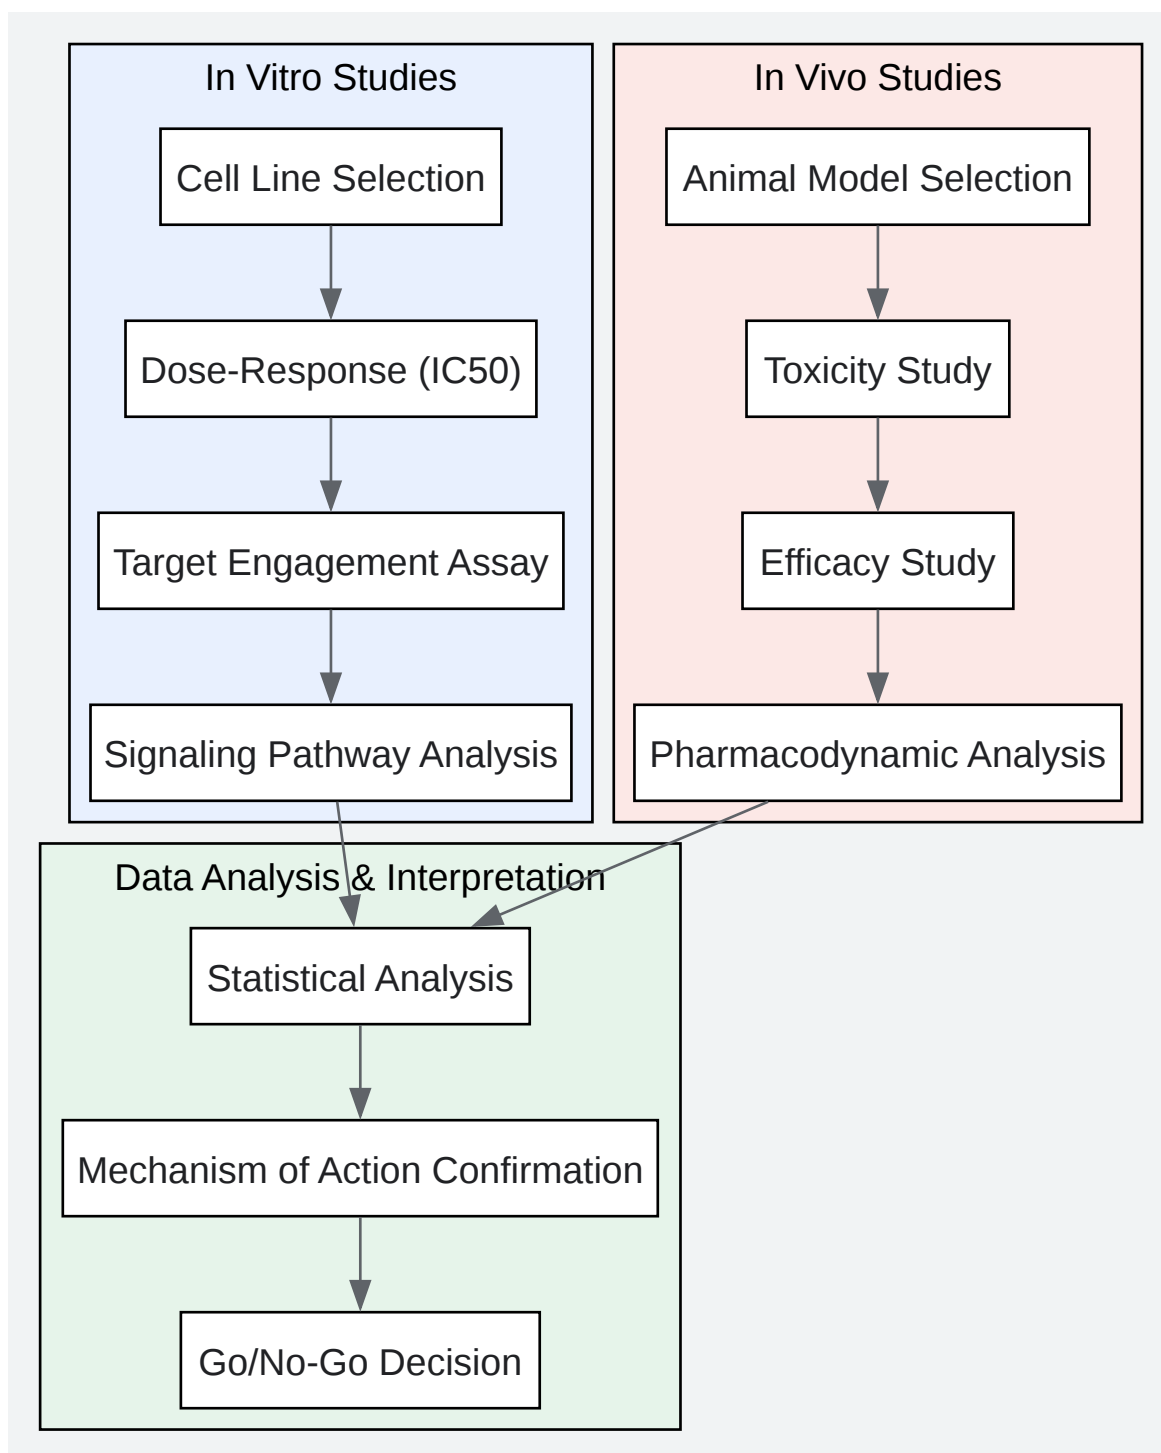 In Vitro Studies
Cell Line Selection
Dose-Response (IC50)
Target Engagement Assay
Signaling Pathway Analysis
In Vivo Studies
Animal Model Selection
Toxicity Study
Efficacy Study
Pharmacodynamic Analysis
Data Analysis & Interpretation
Statistical Analysis
Mechanism of Action Confirmation
Go/No-Go Decision